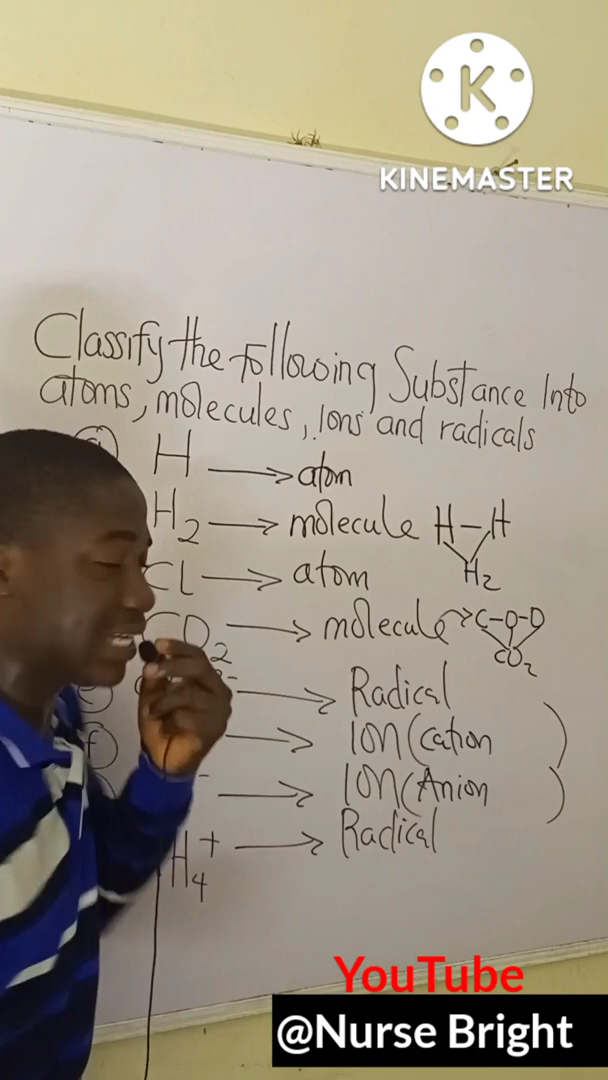 K
KINEMASTER
Classify the following Substance Into
atoms, molecules, Ions and radicals
(a) H → atom
H2 → molecule H-H
H2
Cl → atom
CO2 → molecule → C-O-O
CO2
(e) → Radical
(f) → ION (Cation
- → ION (Anion )
H4+ → Radical
YouTube
@Nurse Bright